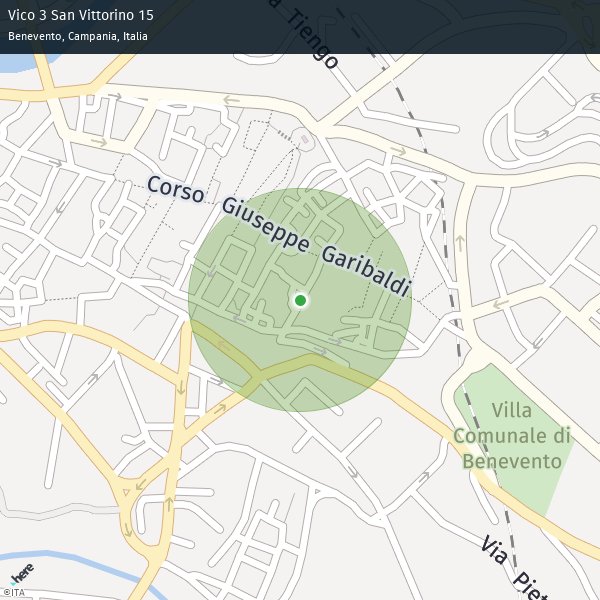 Vico 3 San Vittorino 15
Benevento, Campania, Italia
Tiengo
Corso Giuseppe Garibaldi
Villa
Comunale di
Benevento
Via
here
©ITA